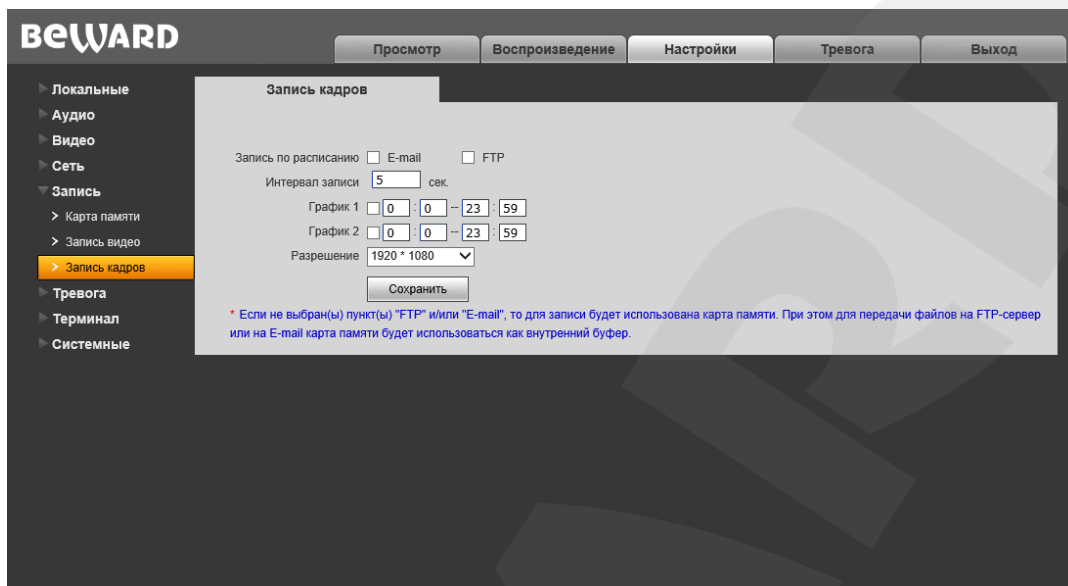 BEWARD
Просмотр Воспроизведение Настройки Тревога Выход
Локальные
Аудио
Видео
Сеть
Запись
> Карта памяти
> Запись видео
> Запись кадров
Тревога
Терминал
Системные
Запись кадров
Запись по расписанию E-mail FTP
Интервал записи 5 сек.
График 1 0 : 0 -- 23 : 59
График 2 0 : 0 -- 23 : 59
Разрешение 1920 * 1080
Сохранить
* Если не выбран(ы) пункт(ы) "FTP" и/или "E-mail", то для записи будет использована карта памяти. При этом для передачи файлов на FTP-сервер
или на E-mail карта памяти будет использоваться как внутренний буфер.